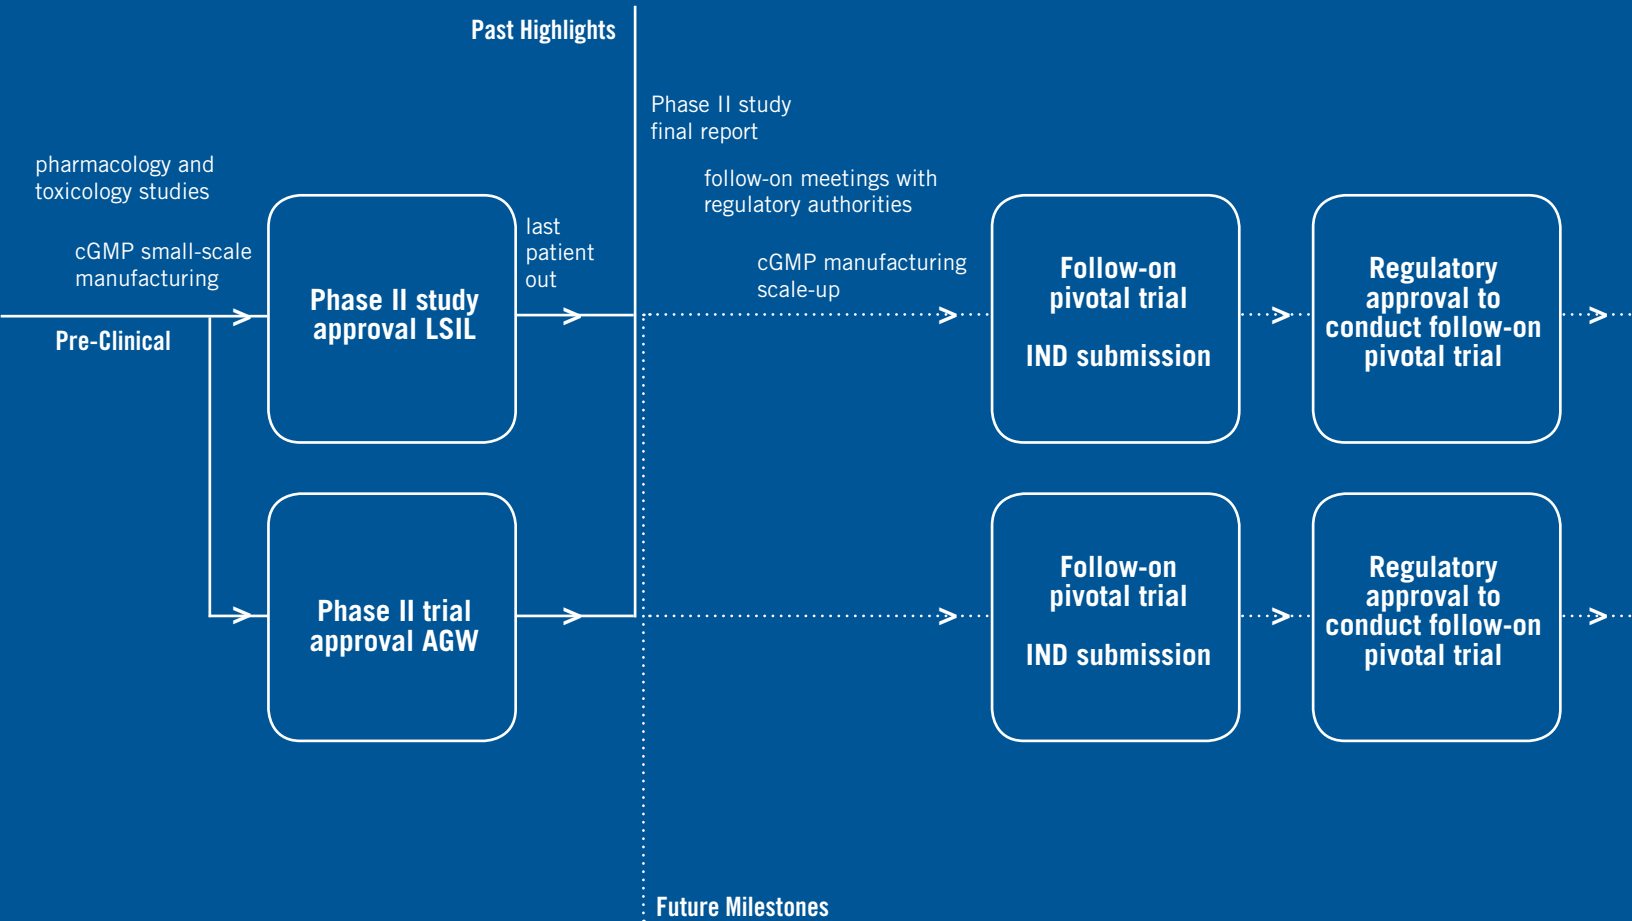 Past Highlights
pharmacology and
toxicology studies
cGMP small-scale
manufacturing
Pre-Clinical
Phase II study
approval LSIL
last
patient
out
Phase II trial
approval AGW
Phase II study
final report
follow-on meetings with
regulatory authorities
cGMP manufacturing
scale-up
Follow-on
pivotal trial
IND submission
Regulatory
approval to
conduct follow-on
pivotal trial
Follow-on
pivotal trial
IND submission
Regulatory
approval to
conduct follow-on
pivotal trial
Future Milestones